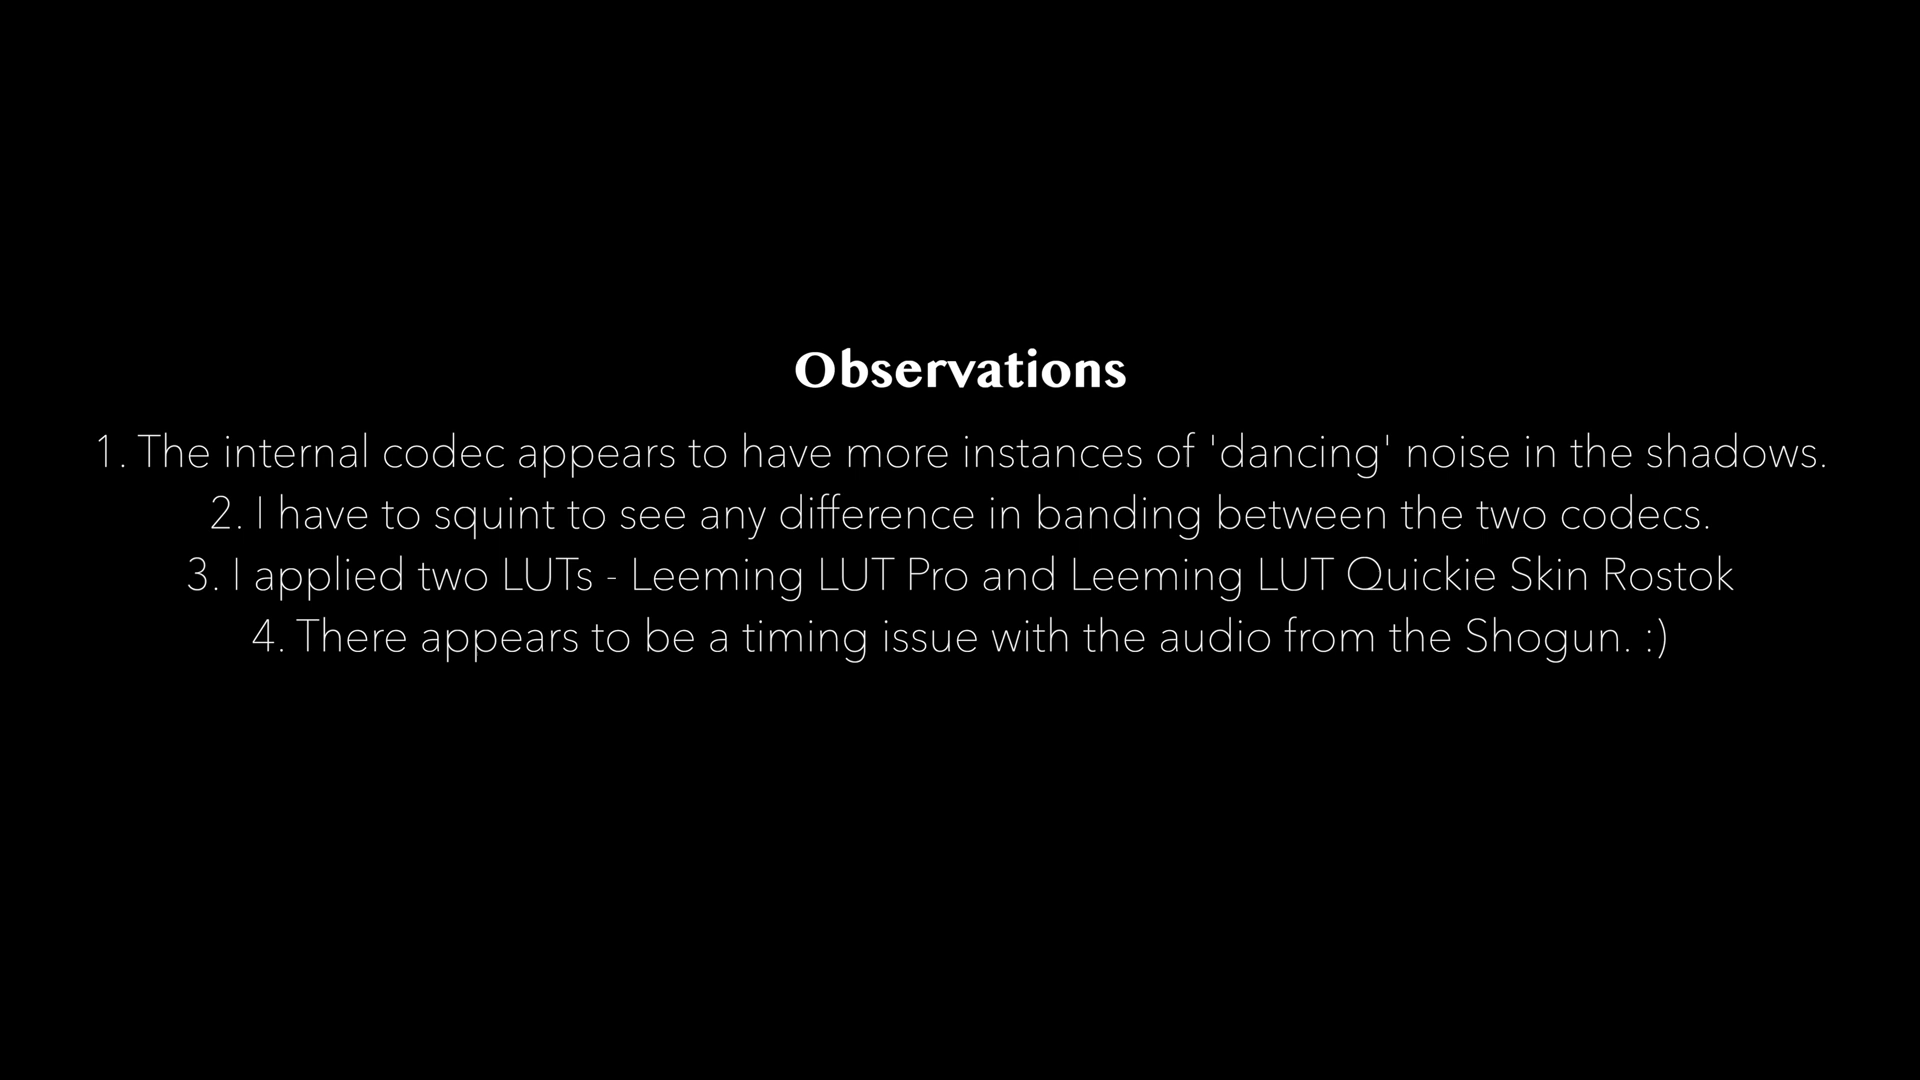 Observations
1. The internal codec appears to have more instances of 'dancing' noise in the shadows.
2. I have to squint to see any difference in banding between the two codecs.
3. I applied two LUTs - Leeming LUT Pro and Leeming LUT Quickie Skin Rostok
4. There appears to be a timing issue with the audio from the Shogun. :)